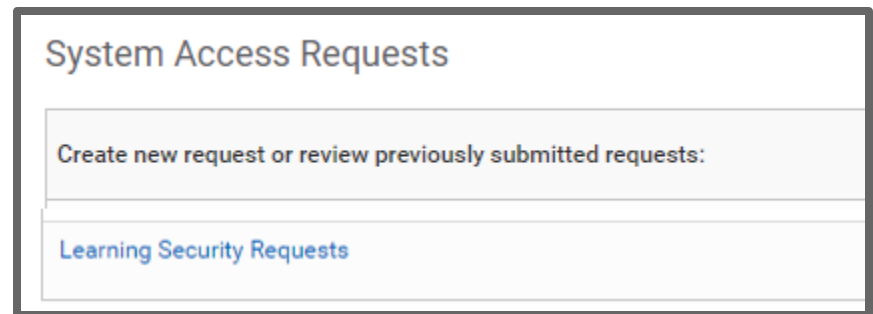 System Access Requests
Create new request or review previously submitted requests:
Learning Security Requests